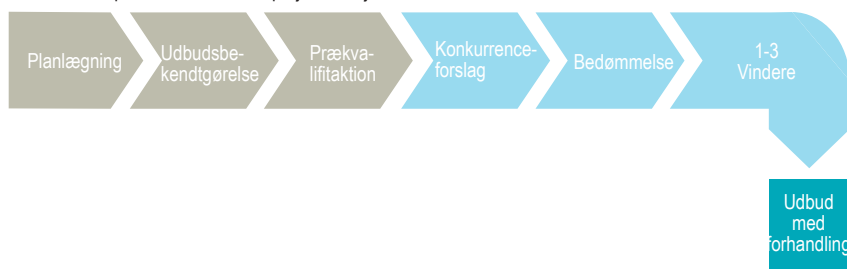 Planlægning
Udbudsbe-
kendtgørelse
Prækva-
lifitaktion
Konkurrence-
forslag
Bedømmelse
1-3
Vindere
Udbud
med
forhandling